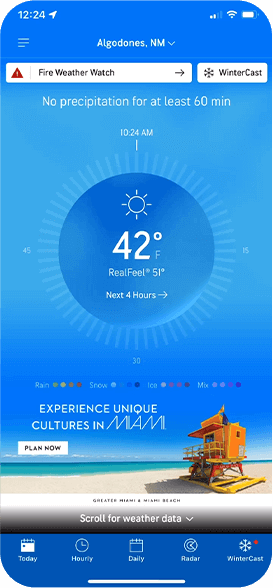 12:24
Algodones, NM
Fire Weather Watch
WinterCast
No precipitation for at least 60 min
10:24 AM
42°F
RealFeel® 51°
Next 4 Hours
45
15
30
Rain Snow Ice Mix
EXPERIENCE UNIQUE
CULTURES IN MIAMI
PLAN NOW
GREATER MIAMI & MIAMI BEACH
Scroll for weather data
Today Hourly Daily Radar WinterCast